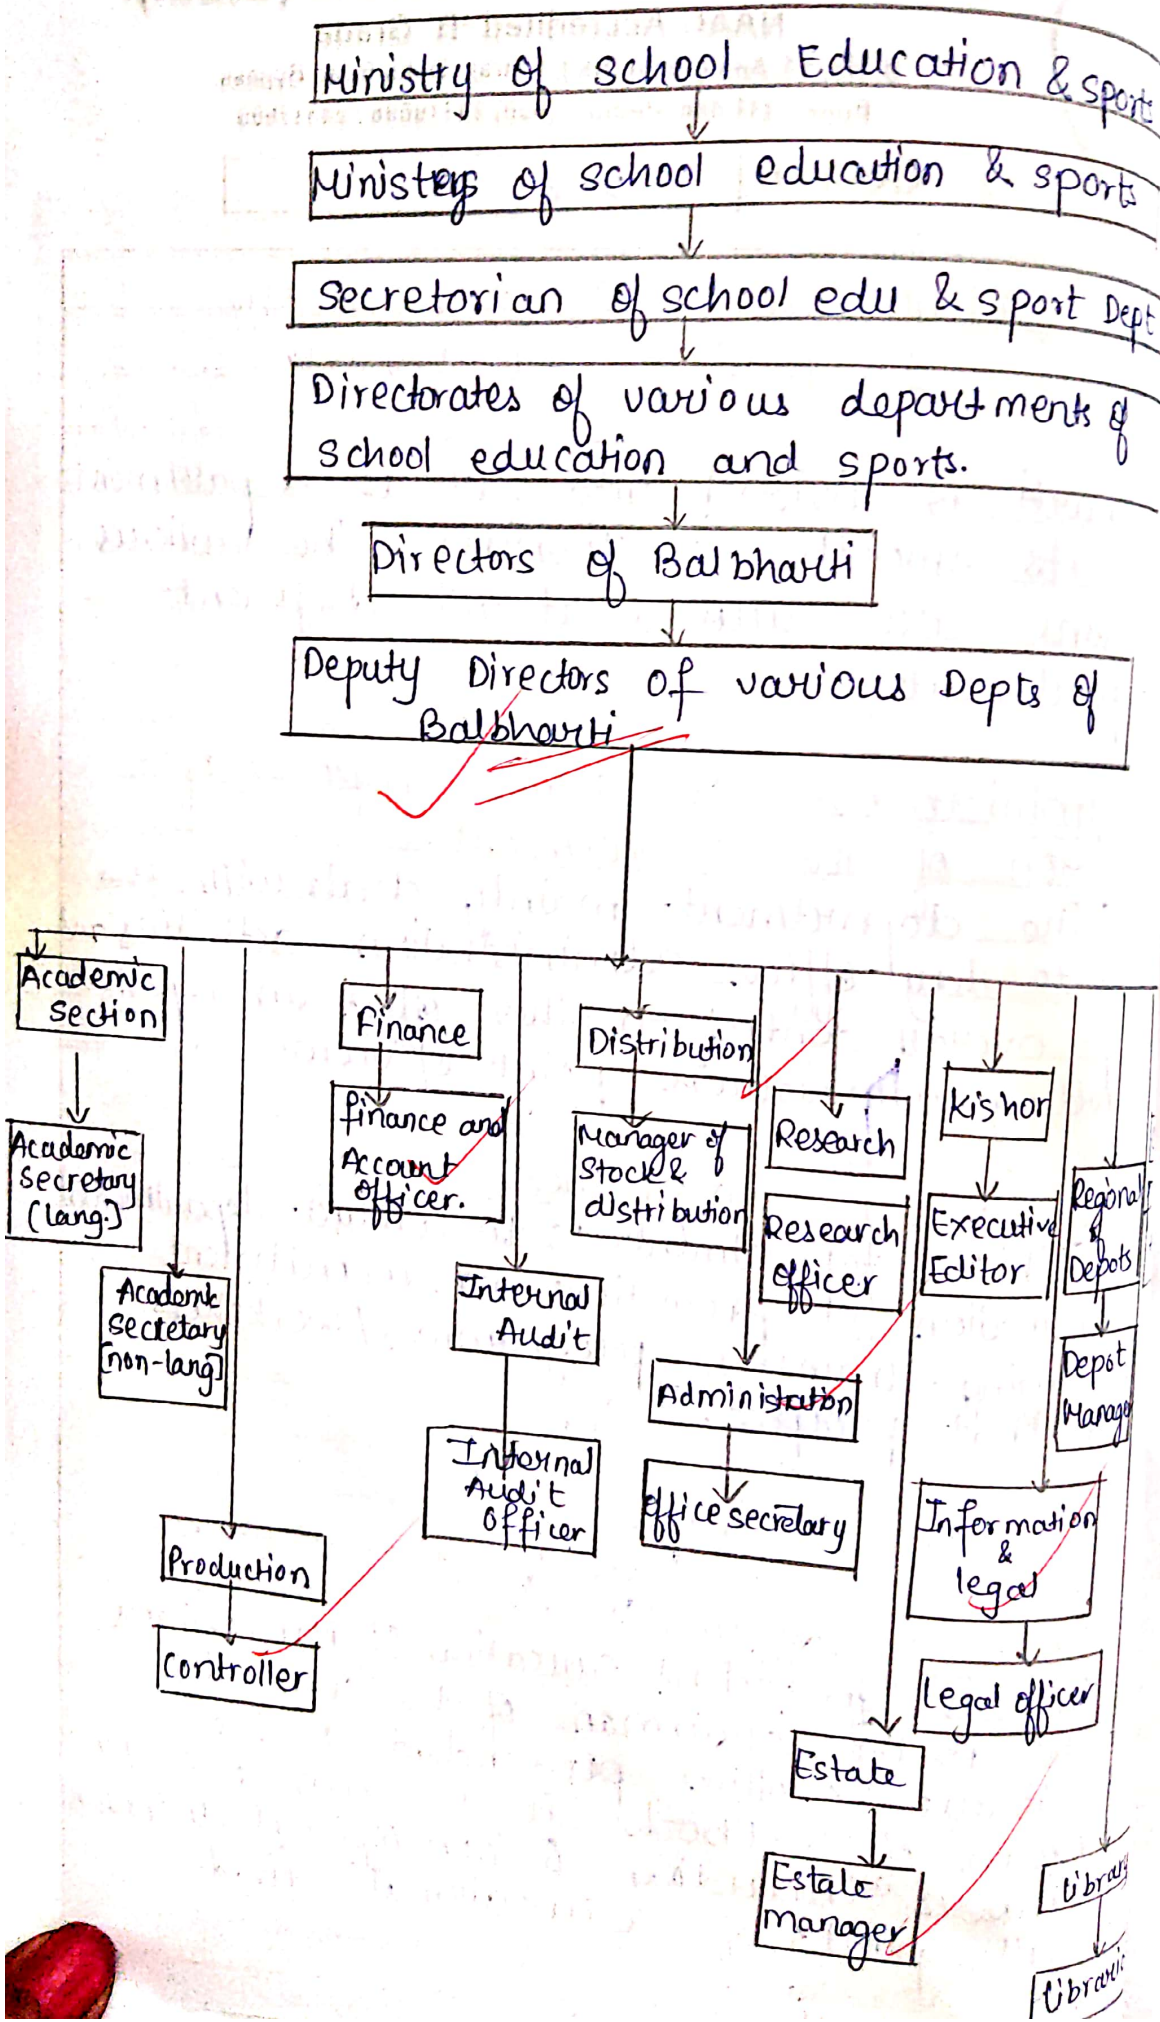 Ministry of school Education & sports
Ministers of school education & sports
Secretorian of school edu & sport Dept
Directorates of various departments of
school education and sports.
Directors of Balbharti
Deputy Directors of various Depts of
Balbharti
Academic
Section
Academic
Secretary
(lang.]
Academic
Secretary
[non-lang]
Production
Controller
Finance
finance and
Account
officer.
Internal
Audit
Internal
Audit
Officer
Distribution
Manager of
Stock &
distribution
Administration
office secretary
Research
Research
officer
Estate
Estate
manager
Kishor
Executive
Editor
Information
&
legal
Legal officer
Regional
of
Depots
Depot
Manage
Library